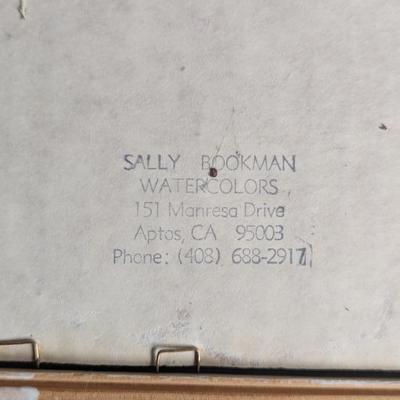 SALLY BOOKMAN
WATERCOLORS
151 Manresa Drive
Aptos, CA 95003
Phone: (408) 688-2917